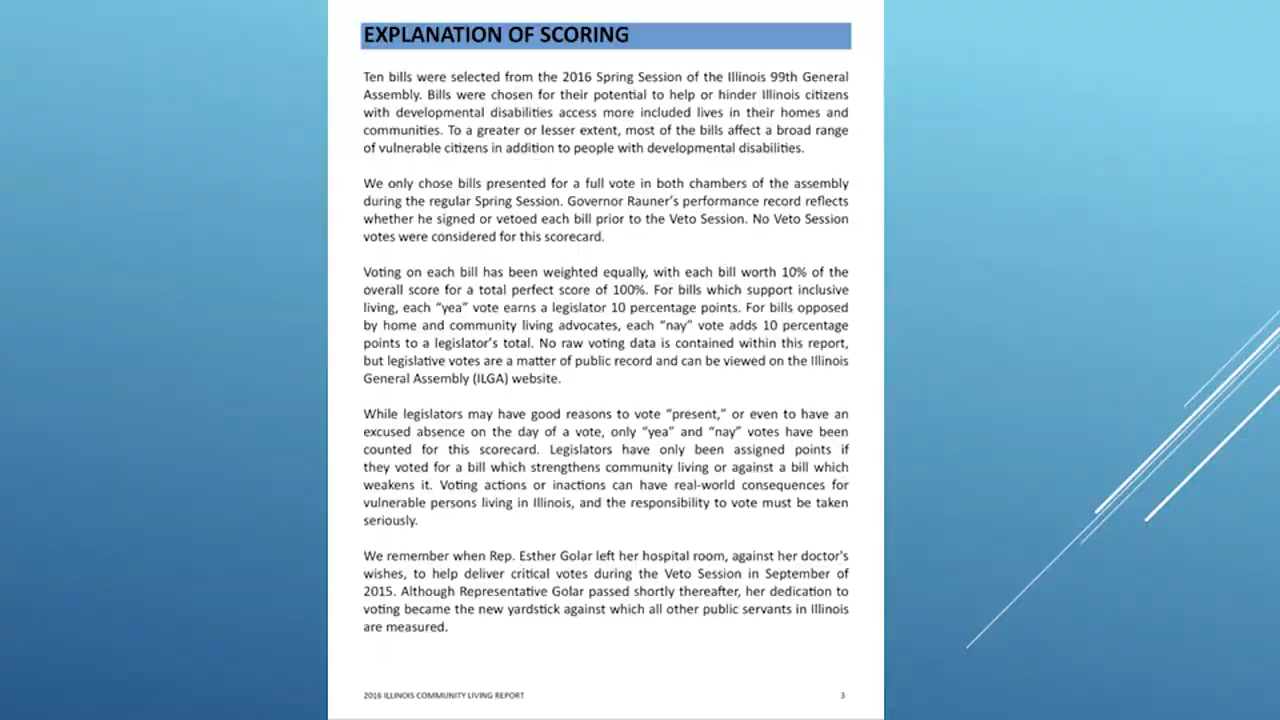 EXPLANATION OF SCORING
Ten bills were selected from the 2016 Spring Session of the Illinois 99th General
Assembly. Bills were chosen for their potential to help or hinder Illinois citizens
with developmental disabilities access more included lives in their homes and
communities. To a greater or lesser extent, most of the bills affect a broad range
of vulnerable citizens in addition to people with developmental disabilities.
We only chose bills presented for a full vote in both chambers of the assembly
during the regular Spring Session. Governor Rauner's performance record reflects
whether he signed or vetoed each bill prior to the Veto Session. No Veto Session
votes were considered for this scorecard.
Voting on each bill has been weighted equally, with each bill worth 10% of the
overall score for a total perfect score of 100%. For bills which support inclusive
living, each “yea” vote earns a legislator 10 percentage points. For bills opposed
by home and community living advocates, each “nay” vote adds 10 percentage
points to a legislator's total. No raw voting data is contained within this report,
but legislative votes are a matter of public record and can be viewed on the Illinois
General Assembly (ILGA) website.
While legislators may have good reasons to vote “present,” or even to have an
excused absence on the day of a vote, only “yea” and “nay” votes have been
counted for this scorecard. Legislators have only been assigned points if
they voted for a bill which strengthens community living or against a bill which
weakens it. Voting actions or inactions can have real-world consequences for
vulnerable persons living in Illinois, and the responsibility to vote must be taken
seriously.
We remember when Rep. Esther Golar left her hospital room, against her doctor's
wishes, to help deliver critical votes during the Veto Session in September of
2015. Although Representative Golar passed shortly thereafter, her dedication to
voting became the new yardstick against which all other public servants in Illinois
are measured.
2016 ILLINOIS COMMUNITY LIVING REPORT 3